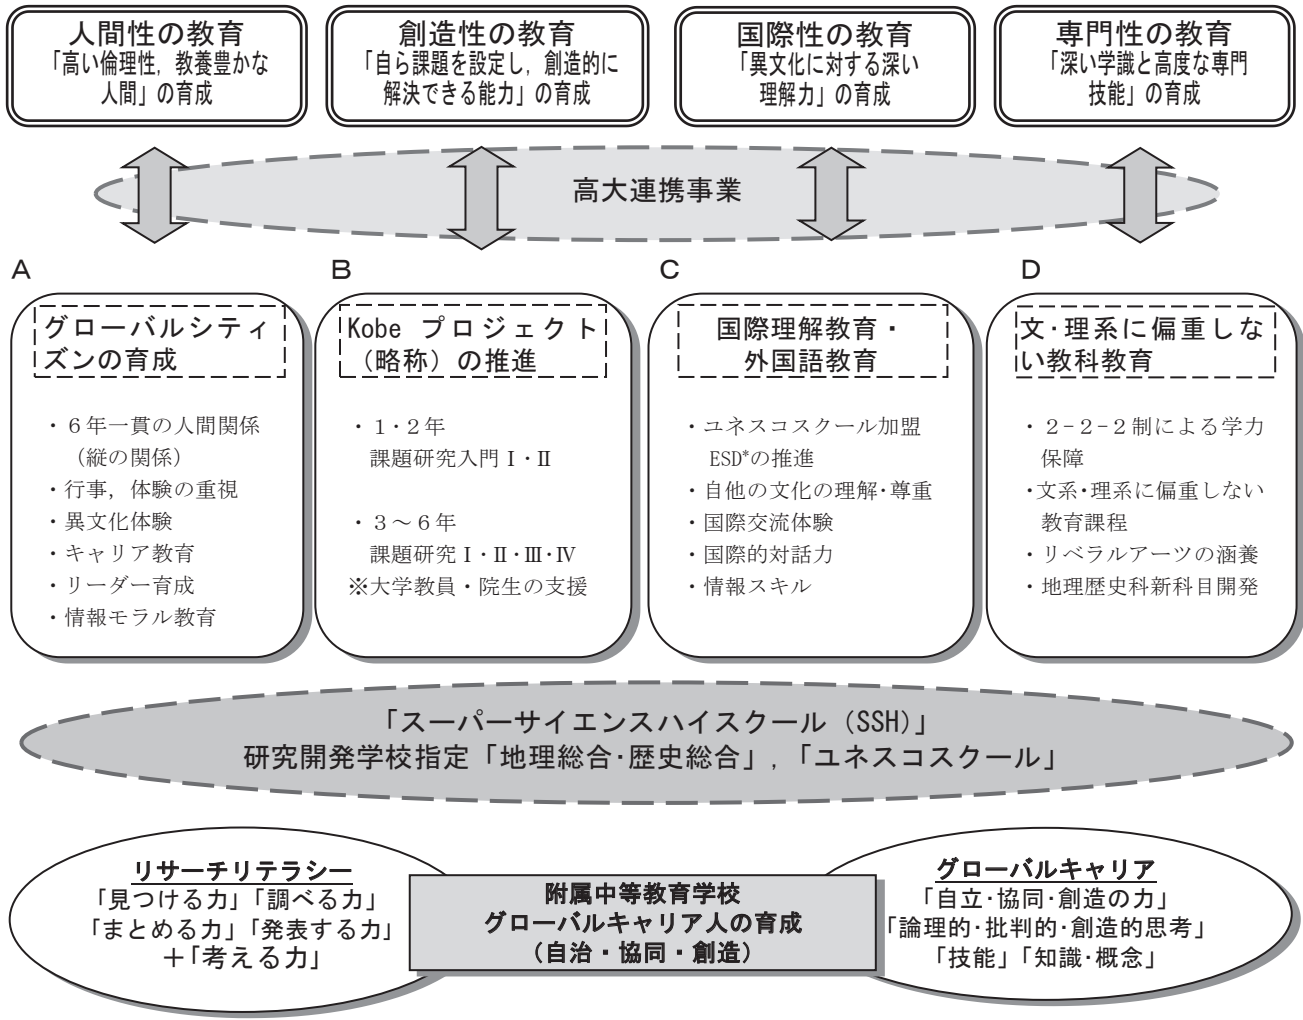 人間性の教育
「高い倫理性，教養豊かな
人間」の育成
創造性の教育
「自ら課題を設定し，創造的に
解決できる能力」の育成
国際性の教育
「異文化に対する深い
理解力」の育成
専門性の教育
「深い学識と高度な専門
技能」の育成
高大連携事業
A
グローバルシティ
ズンの育成
・６年一貫の人間関係
（縦の関係）
・行事，体験の重視
・異文化体験
・キャリア教育
・リーダー育成
・情報モラル教育
B
Kobe プロジェクト
（略称）の推進
・１・２年
課題研究入門Ⅰ・Ⅱ
・３～６年
課題研究Ⅰ・Ⅱ・Ⅲ・Ⅳ
※大学教員・院生の支援
C
国際理解教育・
外国語教育
・ユネスコスクール加盟
ESD*の推進
・自他の文化の理解・尊重
・国際交流体験
・国際的対話力
・情報スキル
D
文・理系に偏重しな
い教科教育
・２−２−２制による学力
保障
・文系・理系に偏重しない
教育課程
・リベラルアーツの涵養
・地理歴史科新科目開発
「スーパーサイエンスハイスクール（SSH）」
研究開発学校指定「地理総合・歴史総合」，「ユネスコスクール」
リサーチリテラシー
「見つける力」「調べる力」
「まとめる力」「発表する力」
＋「考える力」
附属中等教育学校
グローバルキャリア人の育成
（自治・協同・創造）
グローバルキャリア
「自立・協同・創造の力」
「論理的・批判的・創造的思考」
「技能」「知識・概念」